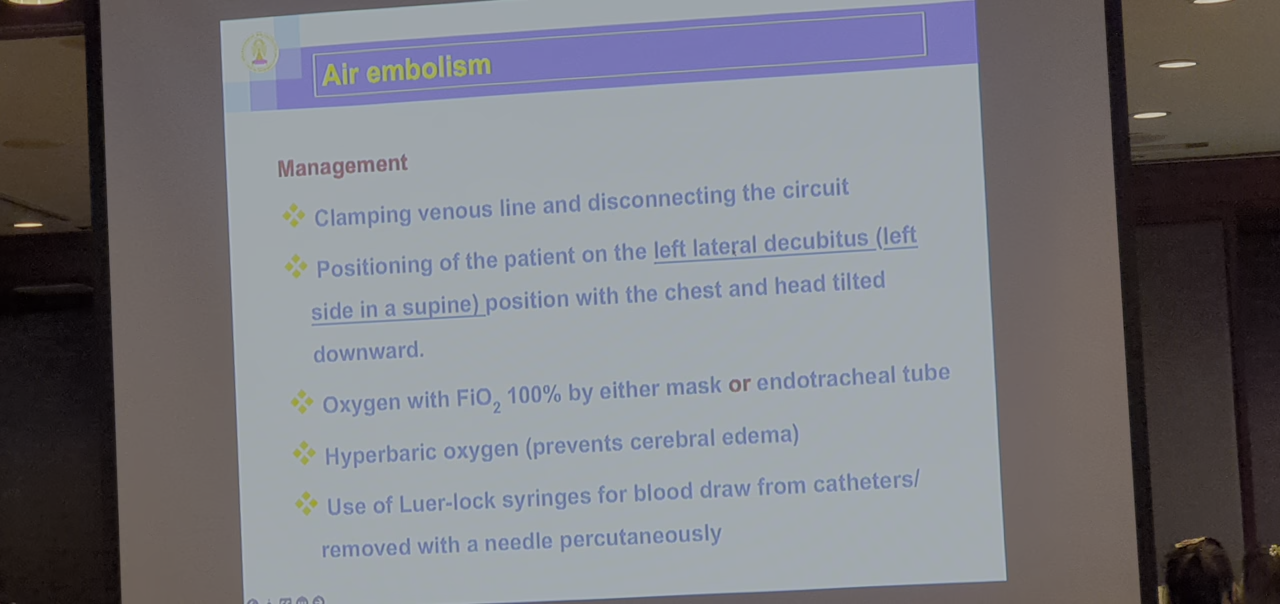 Air embolism
Management
Clamping venous line and disconnecting the circuit
Positioning of the patient on the left lateral decubitus (left
side in a supine) position with the chest and head tilted
downward.
Oxygen with FiO₂ 100% by either mask or endotracheal tube
Hyperbaric oxygen (prevents cerebral edema)
Use of Luer-lock syringes for blood draw from catheters/
removed with a needle percutaneously